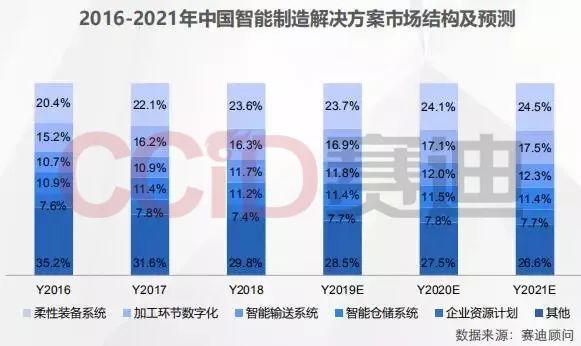 2016-2021年中国智能制造解决方案市场结构及预测
20.4% 22.1% 23.6% 23.7% 24.1% 24.5%
15.2% 16.2% 16.3% 16.9% 17.1% 17.5%
10.7% 10.9% 11.7% 11.8% 12.0% 12.3%
10.9% 11.4% 11.2% 11.4% 11.5% 11.4%
7.6% 7.8% 7.4% 7.7% 7.8% 7.7%
35.2% 31.6% 29.8% 28.5% 27.5% 26.6%
CCID赛迪
Y2016 Y2017 Y2018 Y2019E Y2020E Y2021E
柔性装备系统 加工环节数字化 智能输送系统 智能仓储系统 企业资源计划 其他
数据来源：赛迪顾问